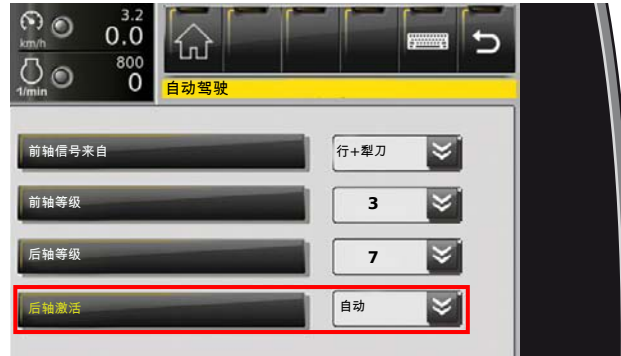 3.2
km/h 0.0
800
1/min 0
自动驾驶
前轴信号来自 行+犁刀
前轴等级 3
后轴等级 7
后轴激活 自动